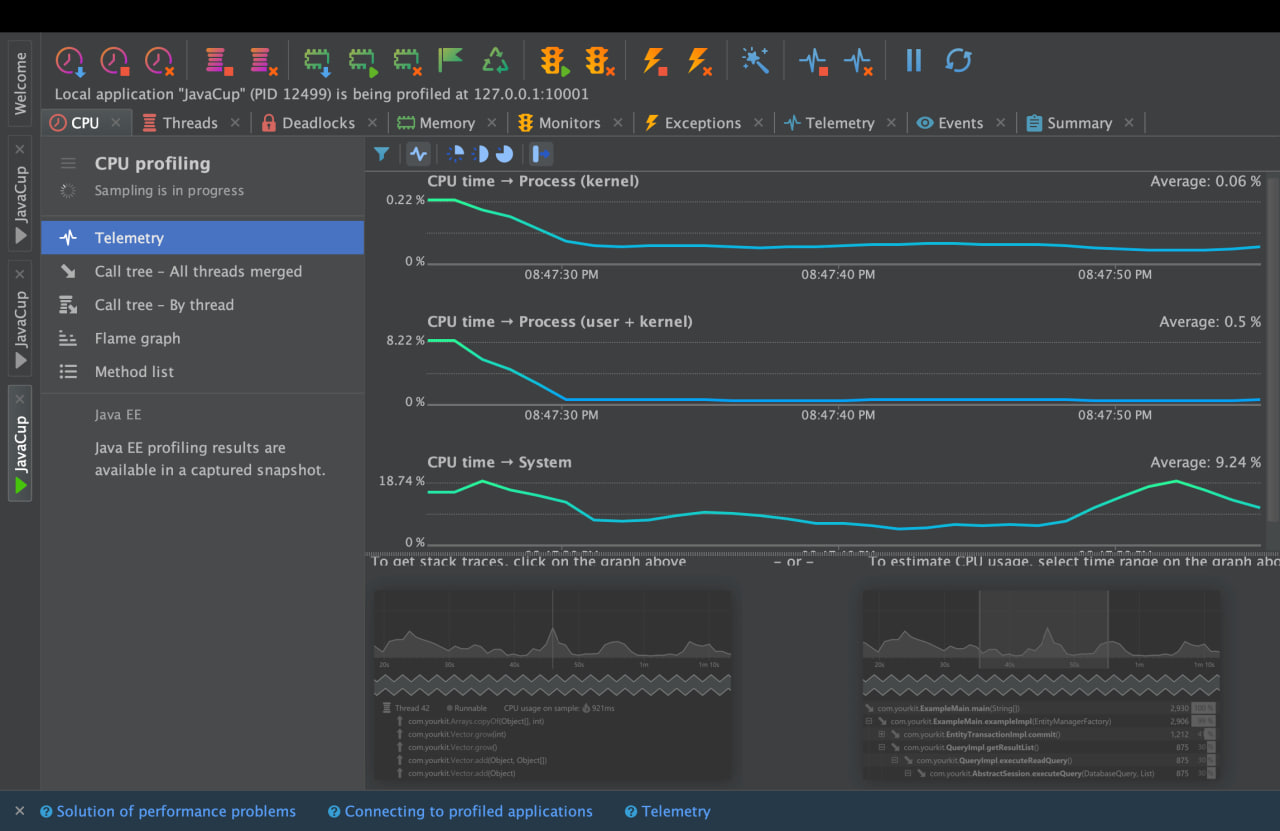 Welcome
Local application "JavaCup" (PID 12499) is being profiled at 127.0.0.1:10001
CPU Threads Deadlocks Memory Monitors Exceptions Telemetry Events Summary
JavaCup
JavaCup
JavaCup
CPU profiling
Sampling is in progress
Telemetry
Call tree – All threads merged
Call tree – By thread
Flame graph
Method list
Java EE
Java EE profiling results are
available in a captured snapshot.
CPU time → Process (kernel) Average: 0.06 %
0.22 %
0 %
08:47:30 PM 08:47:40 PM 08:47:50 PM
CPU time → Process (user + kernel) Average: 0.5 %
8.22 %
0 %
08:47:30 PM 08:47:40 PM 08:47:50 PM
CPU time → System Average: 9.24 %
18.74 %
0 %
To get stack traces, click on the graph above – or – To estimate CPU usage, select time range on the graph abo
20s 30s 40s 50s 1m 1m 10s
Thread 42 Runnable CPU usage on sample: 921ms
com.yourkit.Arrays.copyOf(Object[], int)
com.yourkit.Vector.grow(int)
com.yourkit.Vector.grow()
com.yourkit.Vector.add(Object, Object[])
com.yourkit.Vector.add(Object)
20s 30s 40s 50s 1m 1m 10s
com.yourkit.ExampleMain.main(String[]) 2,930 100 %
com.yourkit.ExampleMain.exampleImpl(EntityManagerFactory) 2,906 99 %
com.yourkit.EntityTransactionImpl.commit() 1,212
com.yourkit.QueryImpl.getResultList() 875 30 %
com.yourkit.QueryImpl.executeReadQuery() 875 30 %
com.yourkit.AbstractSession.executeQuery(DatabaseQuery, List) 875 30 %
Solution of performance problems Connecting to profiled applications Telemetry